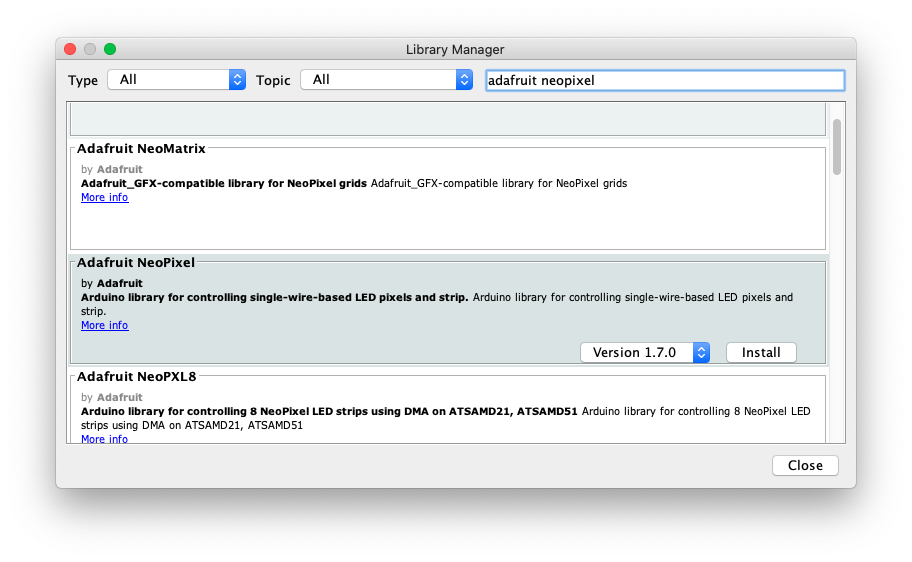 Library Manager
Type All Topic All adafruit neopixel
Adafruit NeoMatrix
by Adafruit
Adafruit_GFX-compatible library for NeoPixel grids Adafruit_GFX-compatible library for NeoPixel grids
More info
Adafruit NeoPixel
by Adafruit
Arduino library for controlling single-wire-based LED pixels and strip. Arduino library for controlling single-wire-based LED pixels and
strip.
More info
Version 1.7.0 Install
Adafruit NeoPXL8
by Adafruit
Arduino library for controlling 8 NeoPixel LED strips using DMA on ATSAMD21, ATSAMD51 Arduino library for controlling 8 NeoPixel LED
strips using DMA on ATSAMD21, ATSAMD51
More info
Close